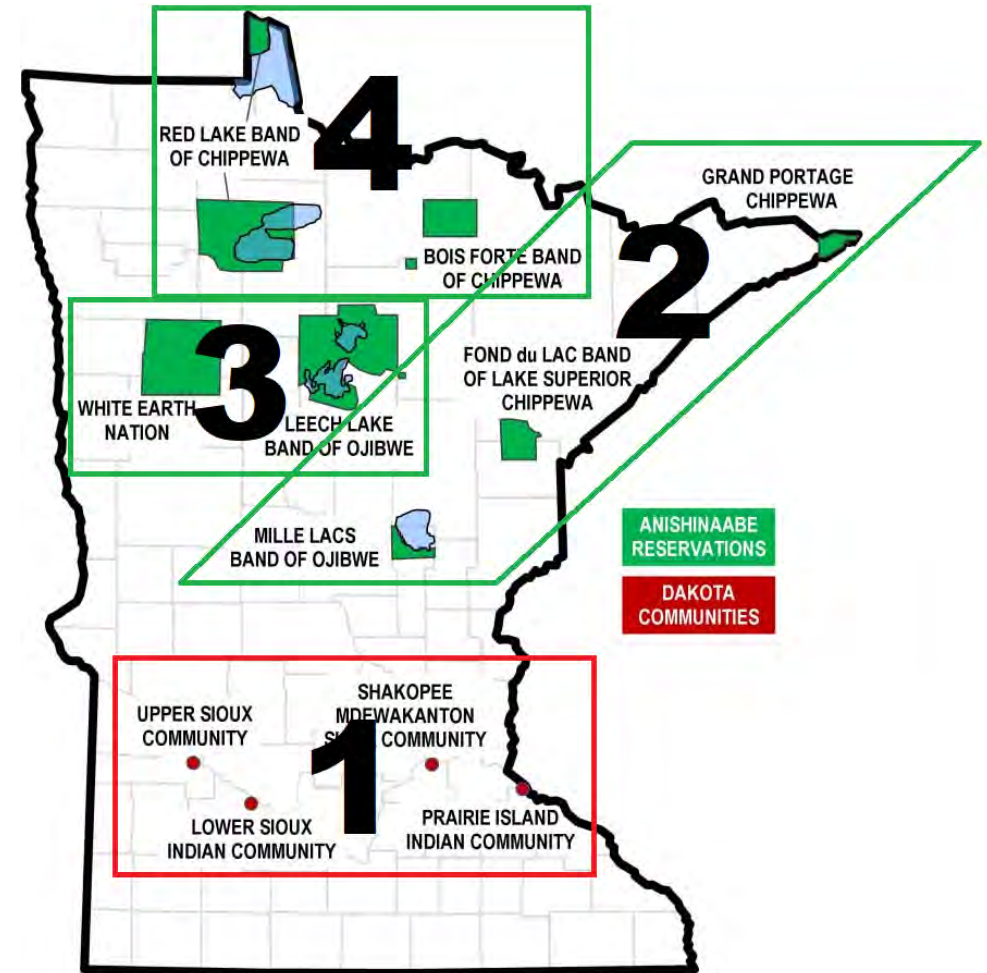 4
RED LAKE BAND
OF CHIPPEWA
GRAND PORTAGE
CHIPPEWA
BOIS FORTE BAND
OF CHIPPEWA
2
3
WHITE EARTH
NATION
LEECH LAKE
BAND OF OJIBWE
FOND du LAC BAND
OF LAKE SUPERIOR
CHIPPEWA
MILLE LACS
BAND OF OJIBWE
ANISHINAABE
RESERVATIONS
DAKOTA
COMMUNITIES
UPPER SIOUX
COMMUNITY
SHAKOPEE
MDEWAKANTON
COMMUNITY
1
LOWER SIOUX
INDIAN COMMUNITY
PRAIRIE ISLAND
INDIAN COMMUNITY